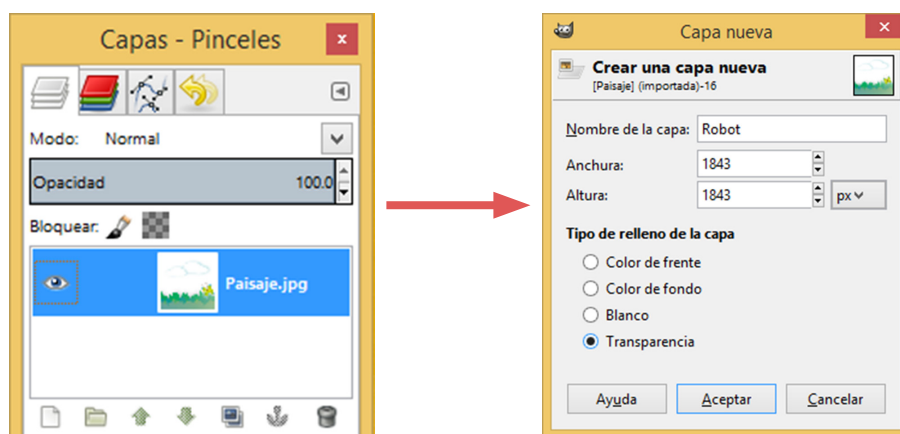 Capas - Pinceles
Modo: Normal
Opacidad 100.0
Bloquear:
Paisaje.jpg
Capa nueva
Crear una capa nueva
[Paisaje] (importada)-16
Nombre de la capa: Robot
Anchura: 1843
Altura: 1843 px
Tipo de relleno de la capa
Color de frente
Color de fondo
Blanco
Transparencia
Ayuda Aceptar Cancelar